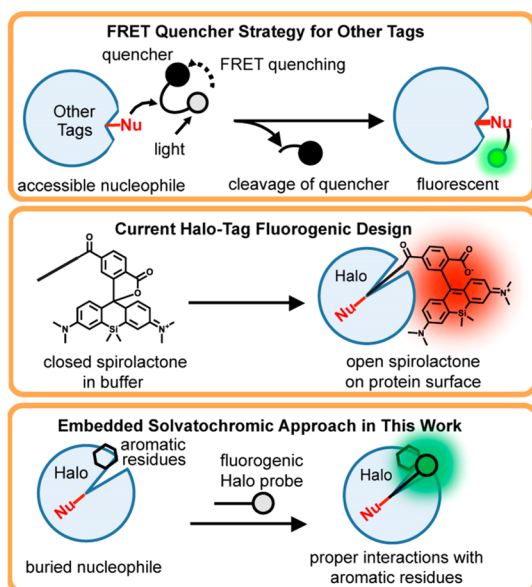 FRET Quencher Strategy for Other Tags
quencher
FRET quenching
Other
Tags
Nu
light
Nu
accessible nucleophile
cleavage of quencher
fluorescent
Current Halo-Tag Fluorogenic Design
O
O
O
N
Si
N
closed spirolactone
in buffer
Halo
Nu
O
O
O-
N
Si
N+
open spirolactone
on protein surface
Embedded Solvatochromic Approach in This Work
aromatic
residues
Halo
Nu
fluorogenic
Halo probe
Halo
Nu
buried nucleophile
proper interactions with
aromatic residues